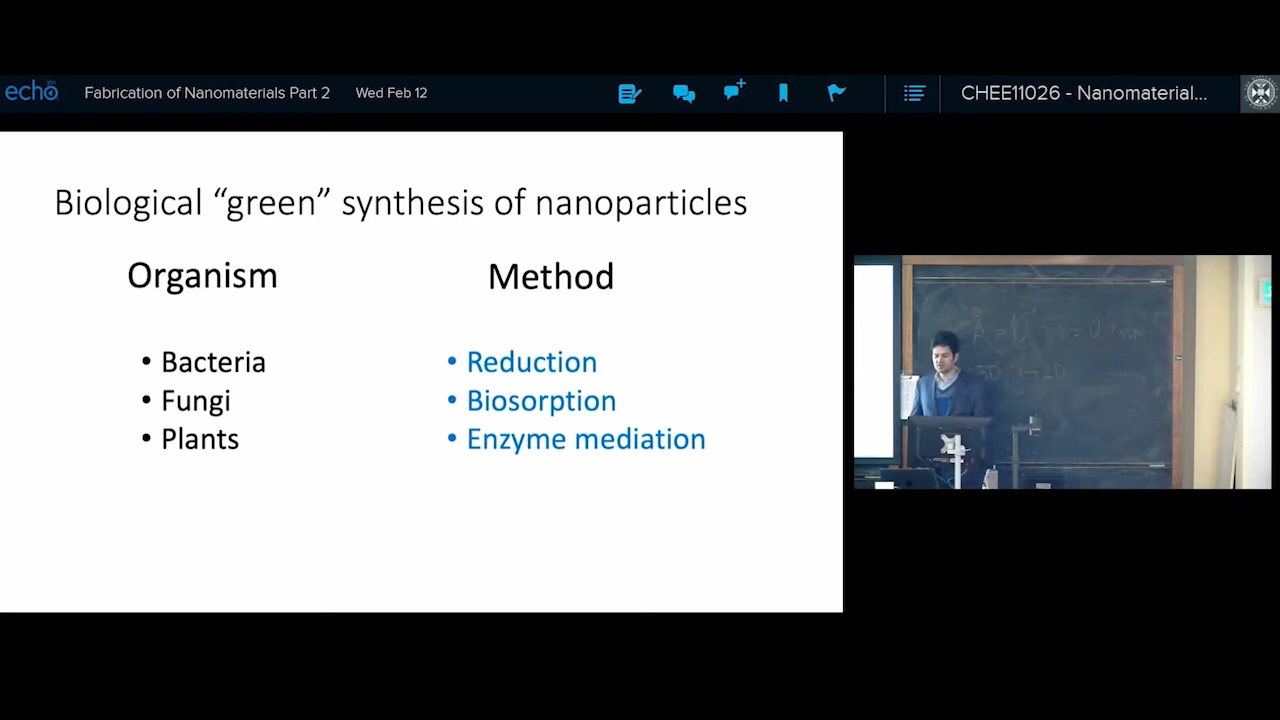 echo
Fabrication of Nanomaterials Part 2 Wed Feb 12
CHEE11026 - Nanomaterial...
Biological “green” synthesis of nanoparticles
Organism
Method
• Bacteria
• Fungi
• Plants
• Reduction
• Biosorption
• Enzyme mediation